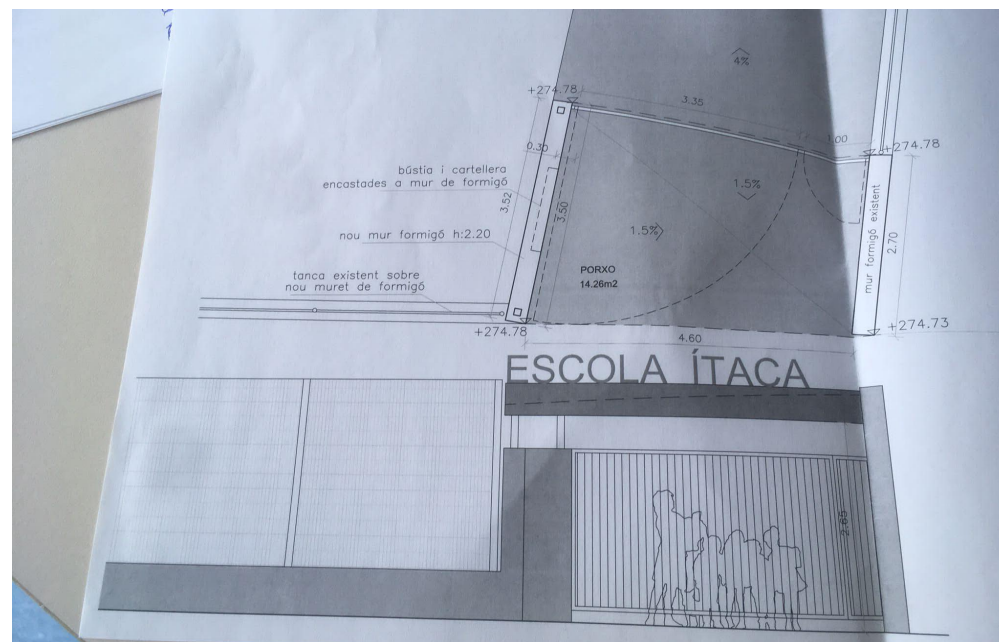 4%
+274.78
3.35
1.00
+274.78
0.30
bústia i cartellera
encastades a mur de formigó
1.5%
3.52
3.50
mur formigó existent
2.70
nou mur formigó h:2.20
1.5%
PORXO
14.26m2
tanca existent sobre
nou muret de formigó
+274.78
+274.73
4.60
ESCOLA ÍTACA
2.65